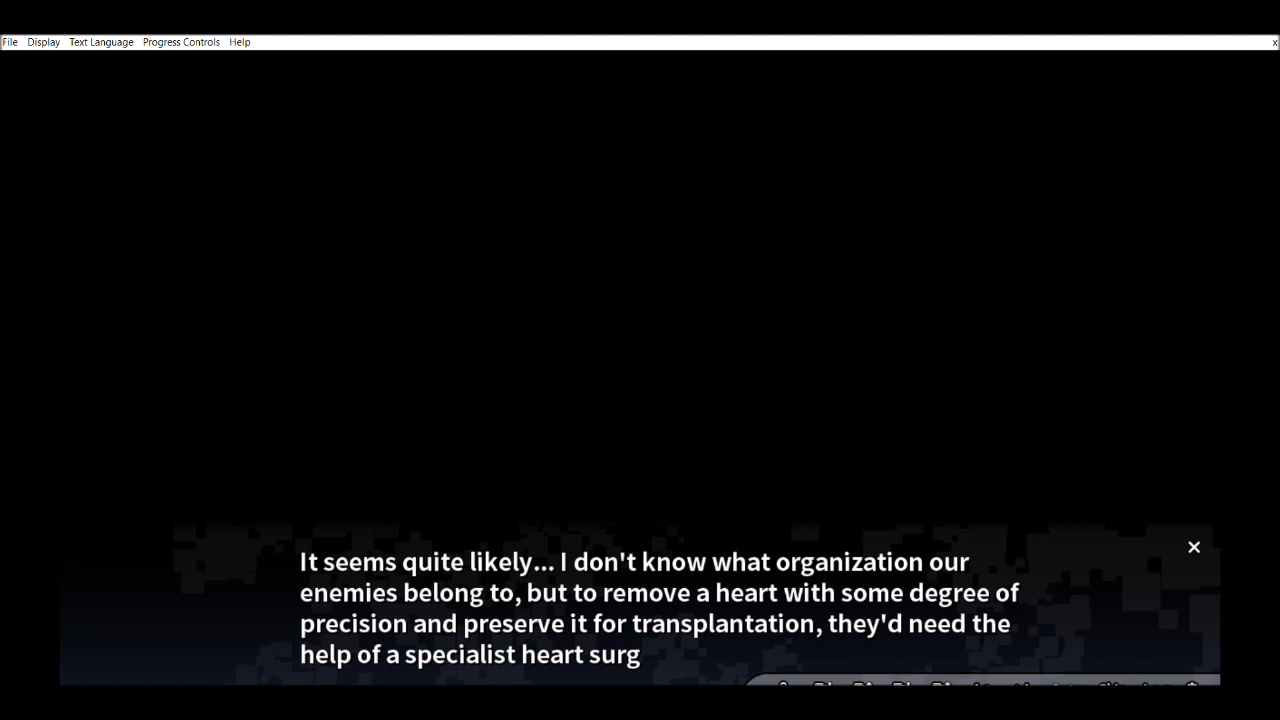 File Display Text Language Progress Controls Help x
It seems quite likely... I don't know what organization our
enemies belong to, but to remove a heart with some degree of
precision and preserve it for transplantation, they'd need the
help of a specialist heart surg